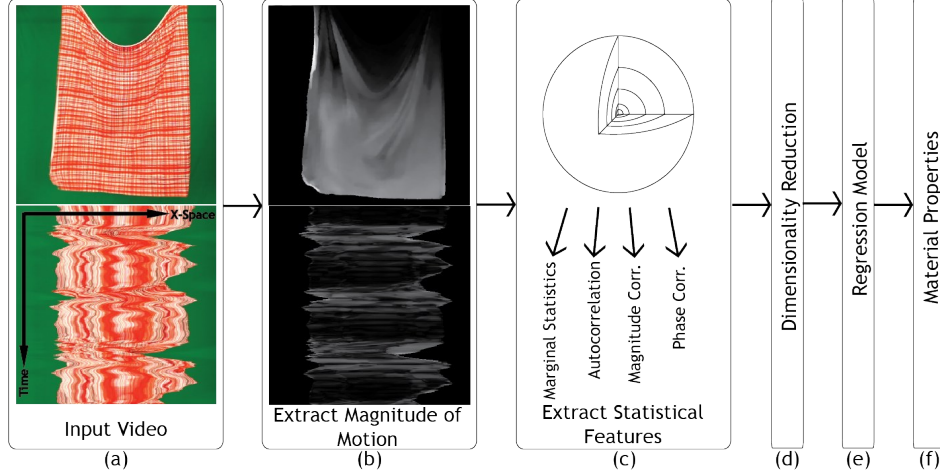 X-Space
Time
Input Video
(a)
Extract Magnitude of
Motion
(b)
Marginal Statistics
Autocorrelation
Magnitude Corr.
Phase Corr.
Extract Statistical
Features
(c)
Dimensionality Reduction
(d)
Regression Model
(e)
Material Properties
(f)